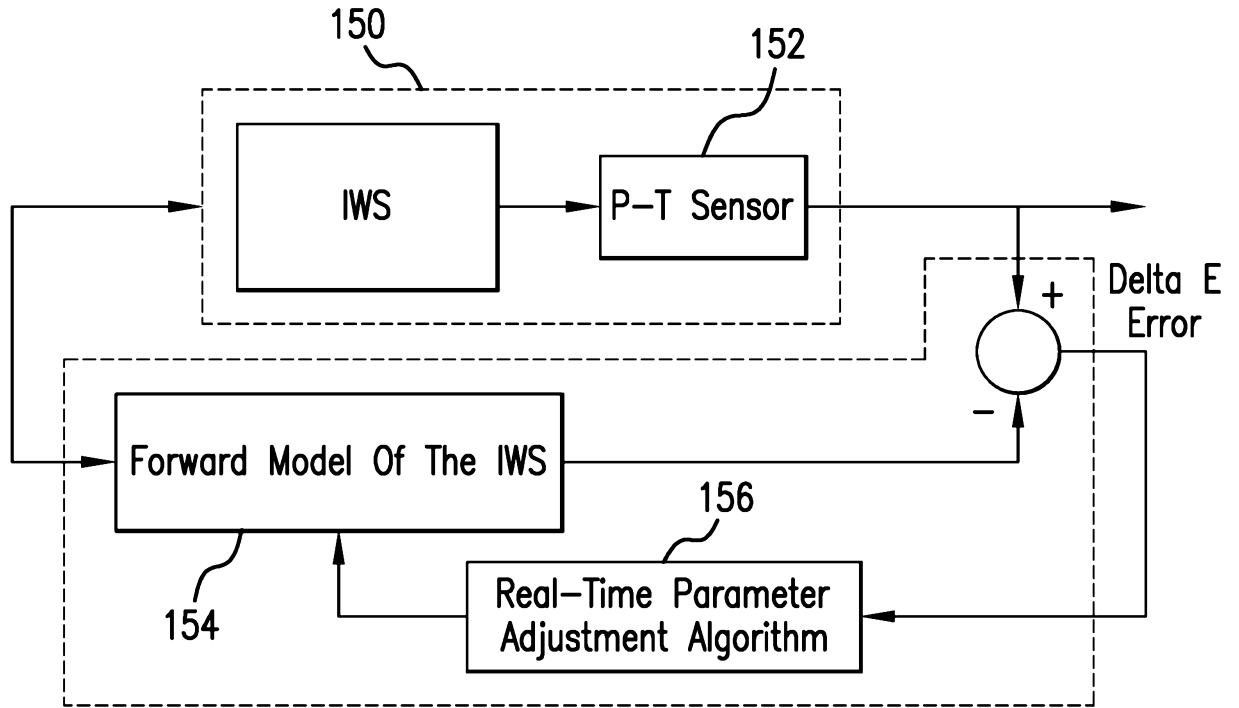 150
152
IWS
P-T Sensor
+
Delta E
Error
-
Forward Model Of The IWS
156
154
Real-Time Parameter
Adjustment Algorithm